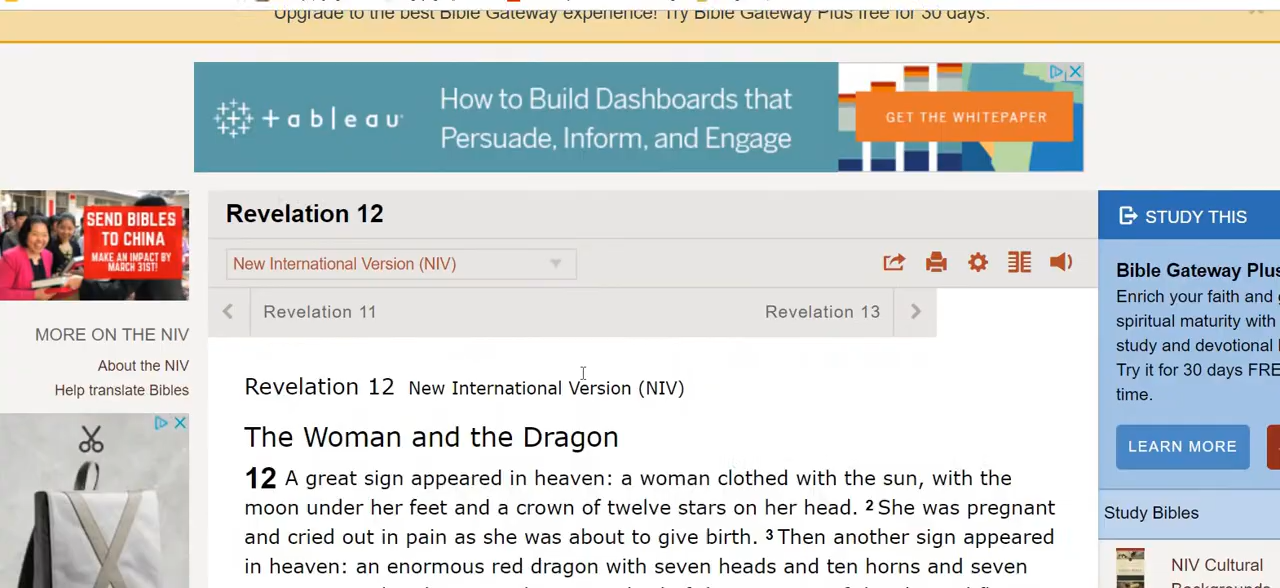 Upgrade to the best Bible Gateway experience! Try Bible Gateway Plus free for 30 days.
+ a b l e a u
How to Build Dashboards that
Persuade, Inform, and Engage
GET THE WHITEPAPER
SEND BIBLES
TO CHINA
MAKE AN IMPACT BY
MARCH 31ST!
MORE ON THE NIV
About the NIV
Help translate Bibles
Revelation 12
New International Version (NIV)
Revelation 11
Revelation 13
Revelation 12 New International Version (NIV)
The Woman and the Dragon
12 A great sign appeared in heaven: a woman clothed with the sun, with the
moon under her feet and a crown of twelve stars on her head. 2 She was pregnant
and cried out in pain as she was about to give birth. 3 Then another sign appeared
in heaven: an enormous red dragon with seven heads and ten horns and seven
STUDY THIS
Bible Gateway Plus
Enrich your faith and
spiritual maturity with
study and devotional
Try it for 30 days FRE
time.
LEARN MORE
Study Bibles
NIV Cultural